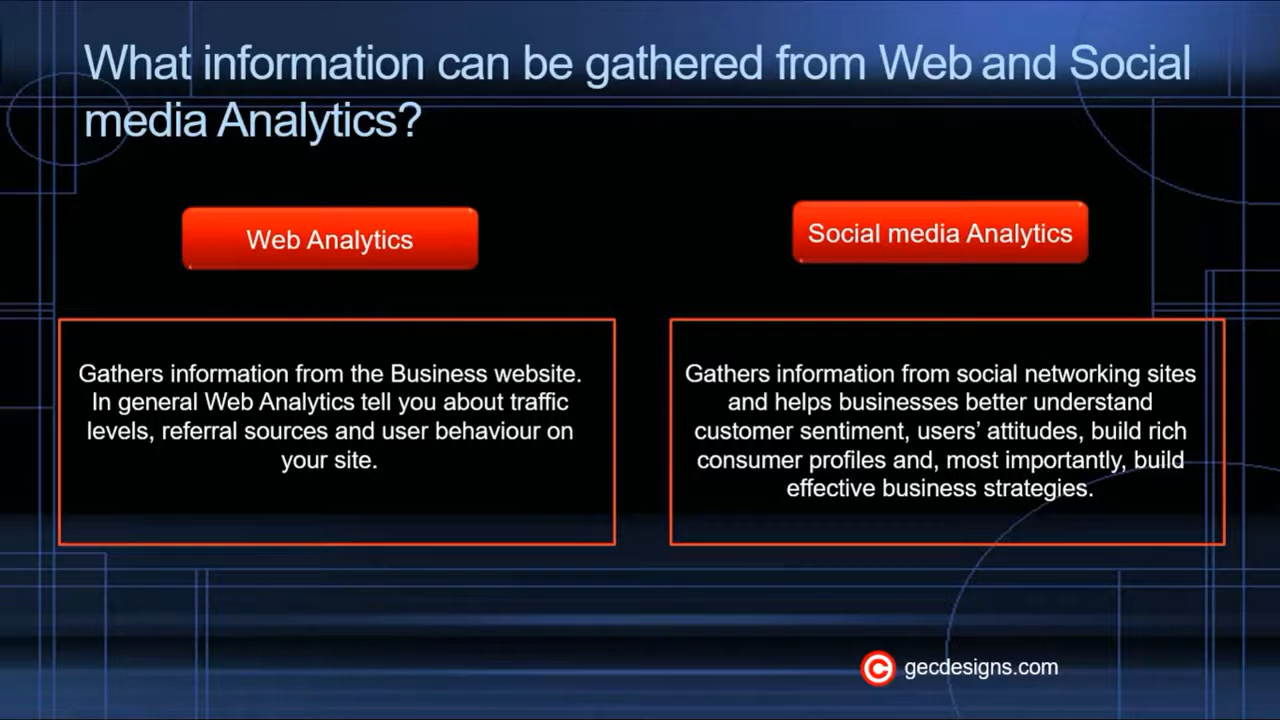 What information can be gathered from Web and Social
media Analytics?
Web Analytics
Social media Analytics
Gathers information from the Business website.
In general Web Analytics tell you about traffic
levels, referral sources and user behaviour on
your site.
Gathers information from social networking sites
and helps businesses better understand
customer sentiment, users’ attitudes, build rich
consumer profiles and, most importantly, build
effective business strategies.
© gecdesigns.com